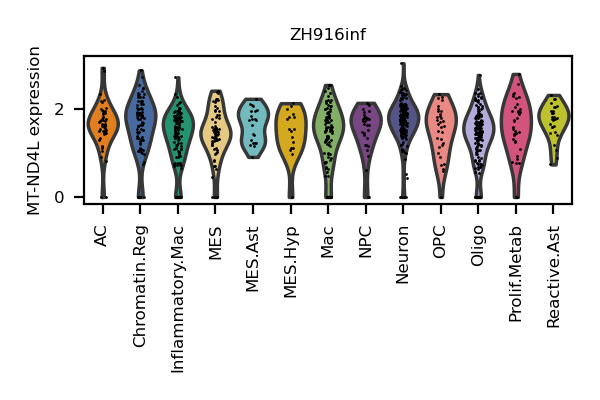 ZH916inf
MT-ND4L expression
2
0
AC
Chromatin.Reg
Inflammatory.Mac
MES
MES.Ast
MES.Hyp
Mac
NPC
Neuron
OPC
Oligo
Prolif.Metab
Reactive.Ast